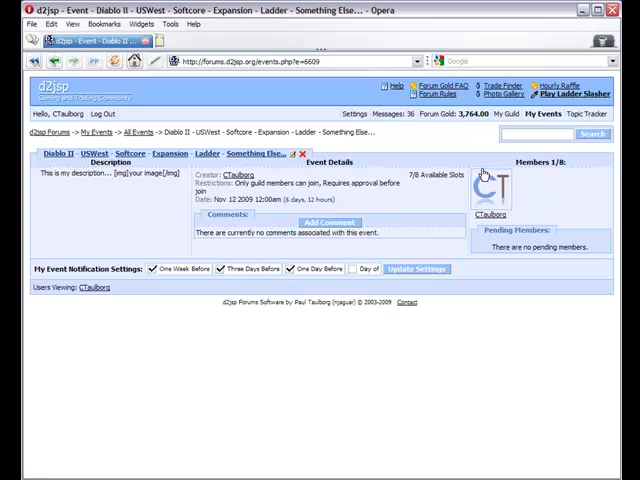 d2jsp - Event - Diablo II - USWest - Softcore - Expansion - Ladder - Something Else... - Opera
File Edit View Bookmarks Widgets Tools Help
d2jsp - Event - Diablo II - ...
http://forums.d2jsp.org/events.php?e=6609
Google
d2jsp
Gaming and Trading Community
Help Forum Gold FAQ Trade Finder Hourly Raffle
Forum Rules Photo Gallery Play Ladder Slasher
Hello, CTaulborg Log Out
Settings Messages: 36 Forum Gold: 3,764.00 My Guild My Events Topic Tracker
d2jsp Forums -> My Events -> All Events -> Diablo II - USWest - Softcore - Expansion - Ladder - Something Else...
Search
Diablo II - USWest - Softcore - Expansion - Ladder - Something Else...
Description
This is my description... [img]your image[/img]
Event Details
Creator: CTaulborg
7/8 Available Slots
Restrictions: Only guild members can join, Requires approval before
join
Date: Nov 12 2009 12:00am (6 days, 12 hours)
Comments:
Add Comment
There are currently no comments associated with this event.
Members 1/8:
CT
CTaulborg
Pending Members:
There are no pending members.
My Event Notification Settings: One Week Before Three Days Before One Day Before Day of Update Settings
Users Viewing: CTaulborg
d2jsp Forums Software by Paul Taulborg (njaguar) © 2003-2009 Contact